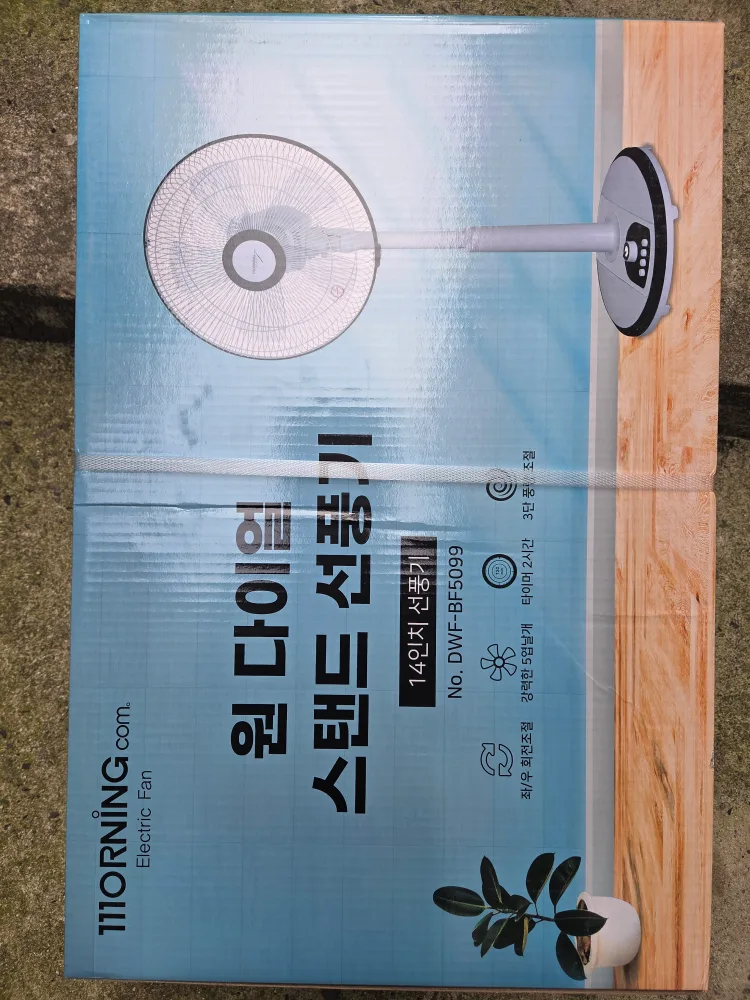 111ORNING.com
Electric Fan
원 다이얼
스탠드 선풍기
14인치 선풍기
No. DWF-BF5099
좌/우 회전조절
강력한 5엽날개
타이머 2시간
3단 풍량조절